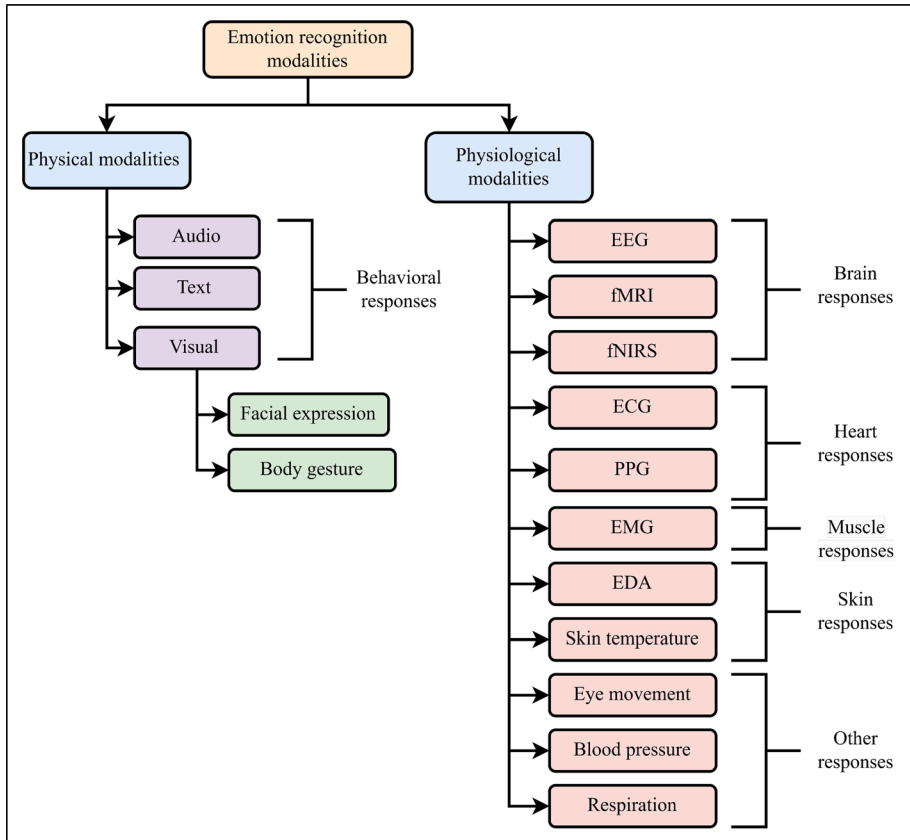 Emotion recognition
modalities
Physical modalities
Physiological
modalities
Audio
Text
Visual
Behavioral
responses
Facial expression
Body gesture
EEG
fMRI
fNIRS
Brain
responses
ECG
PPG
Heart
responses
EMG
Muscle
responses
EDA
Skin temperature
Skin
responses
Eye movement
Blood pressure
Respiration
Other
responses